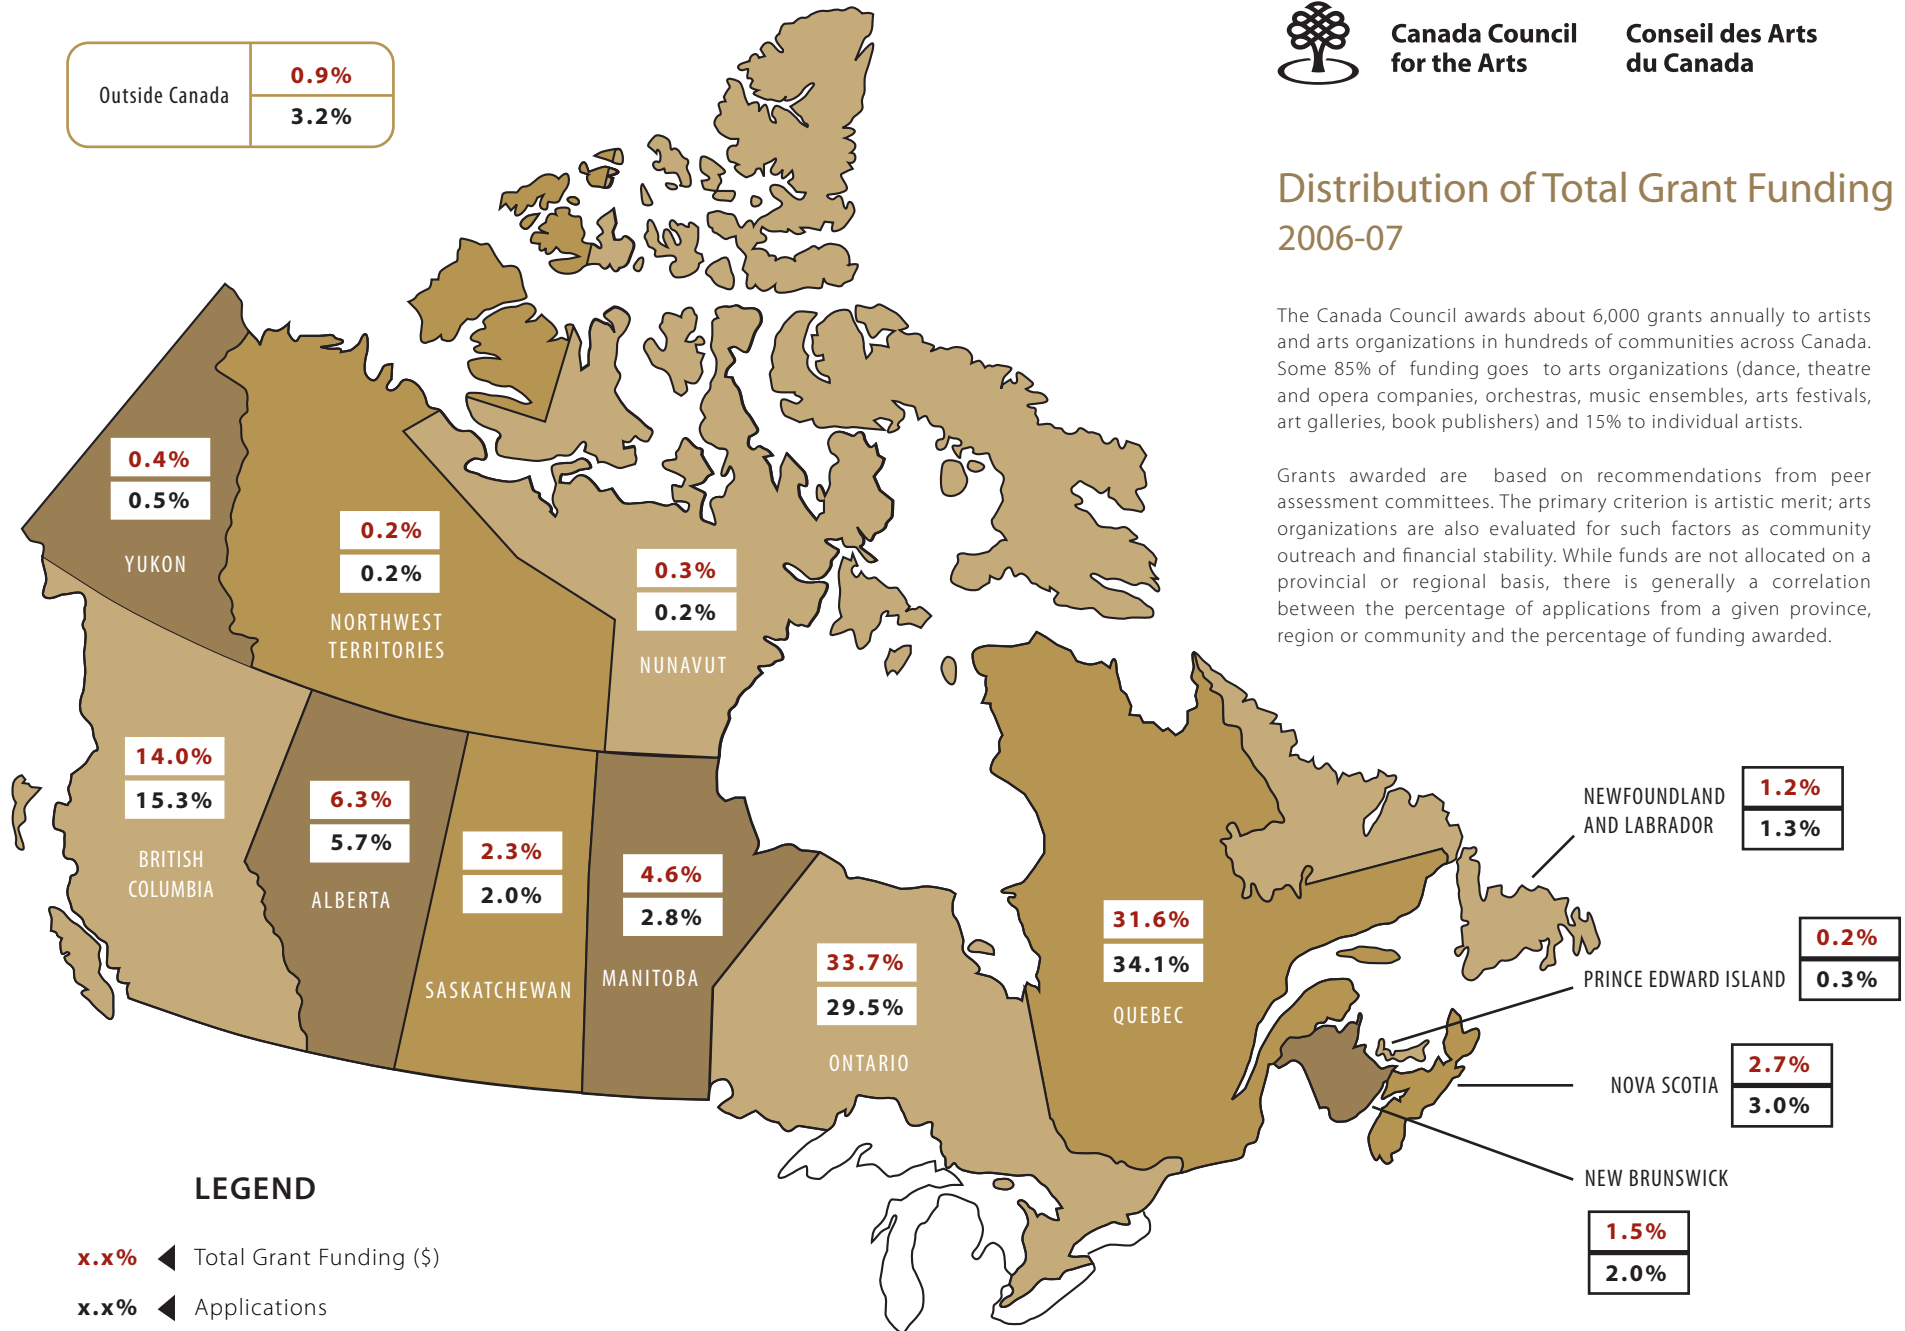 Canada Council
for the Arts
Conseil des Arts
du Canada
Outside Canada
0.9%
3.2%
Distribution of Total Grant Funding
2006-07
The Canada Council awards about 6,000 grants annually to artists
and arts organizations in hundreds of communities across Canada.
Some 85% of funding goes to arts organizations (dance, theatre
and opera companies, orchestras, music ensembles, arts festivals,
art galleries, book publishers) and 15% to individual artists.
Grants awarded are based on recommendations from peer
assessment committees. The primary criterion is artistic merit; arts
organizations are also evaluated for such factors as community
outreach and financial stability. While funds are not allocated on a
provincial or regional basis, there is generally a correlation
between the percentage of applications from a given province,
region or community and the percentage of funding awarded.
0.4%
0.5%
YUKON
0.2%
0.2%
NORTHWEST
TERRITORIES
0.3%
0.2%
NUNAVUT
14.0%
15.3%
BRITISH
COLUMBIA
6.3%
5.7%
ALBERTA
2.3%
2.0%
SASKATCHEWAN
4.6%
2.8%
MANITOBA
33.7%
29.5%
ONTARIO
31.6%
34.1%
QUEBEC
NEWFOUNDLAND
AND LABRADOR
1.2%
1.3%
PRINCE EDWARD ISLAND
0.2%
0.3%
NOVA SCOTIA
2.7%
3.0%
NEW BRUNSWICK
1.5%
2.0%
LEGEND
x.x% Total Grant Funding ($)
x.x% Applications